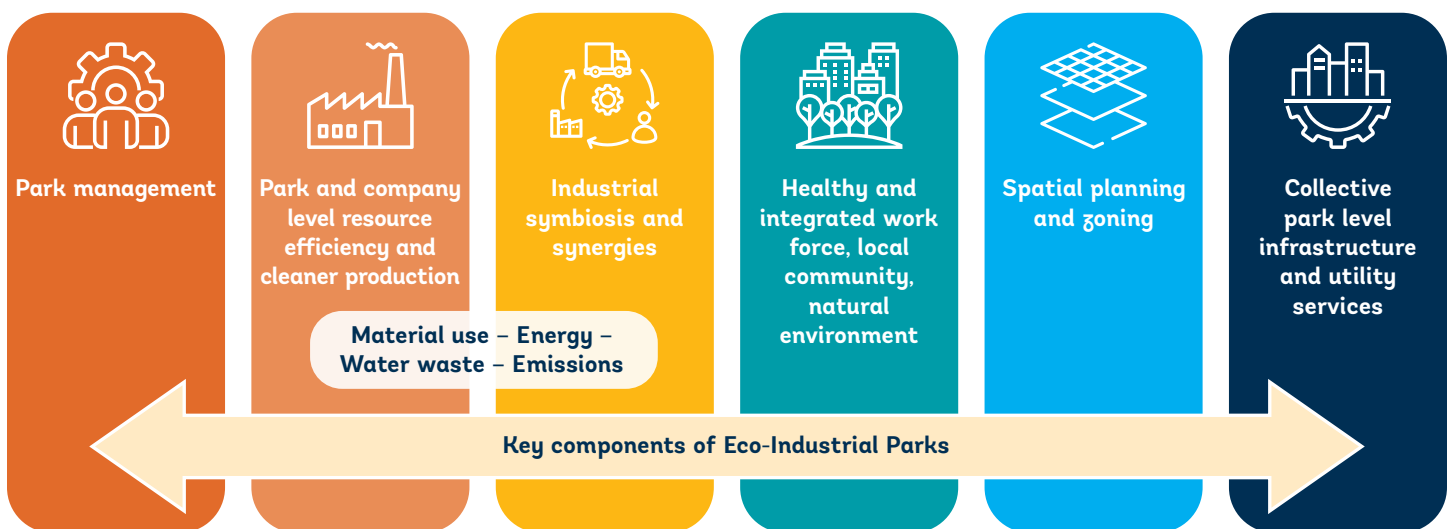 Park management
Park and company
level resource
efficiency and
cleaner production
Industrial
symbiosis and
synergies
Healthy and
integrated work
force, local
community,
natural
environment
Spatial planning
and zoning
Collective
park level
infrastructure
and utility
services
Material use – Energy –
Water waste – Emissions
Key components of Eco-Industrial Parks